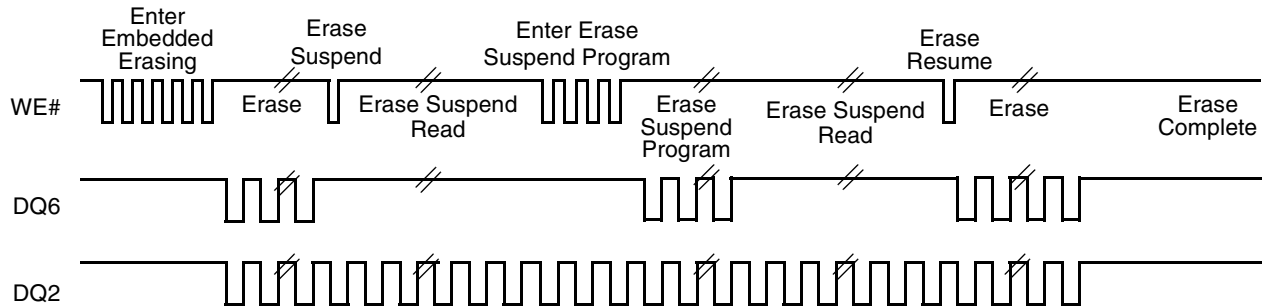 Enter
Embedded
Erasing
Erase
Suspend
Enter Erase
Suspend Program
Erase
Resume
WE#
Erase
Erase Suspend
Read
Erase
Suspend
Program
Erase Suspend
Read
Erase
Erase
Complete
DQ6
DQ2